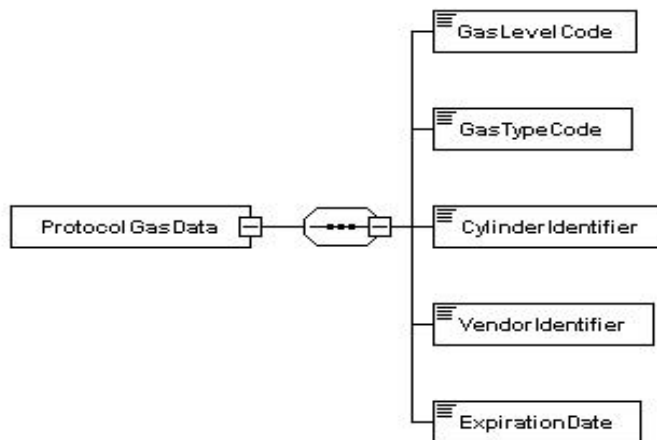 GasLevelCode
GasTypeCode
ProtocolGasData
CylinderIdentifier
VendorIdentifier
ExpirationDate